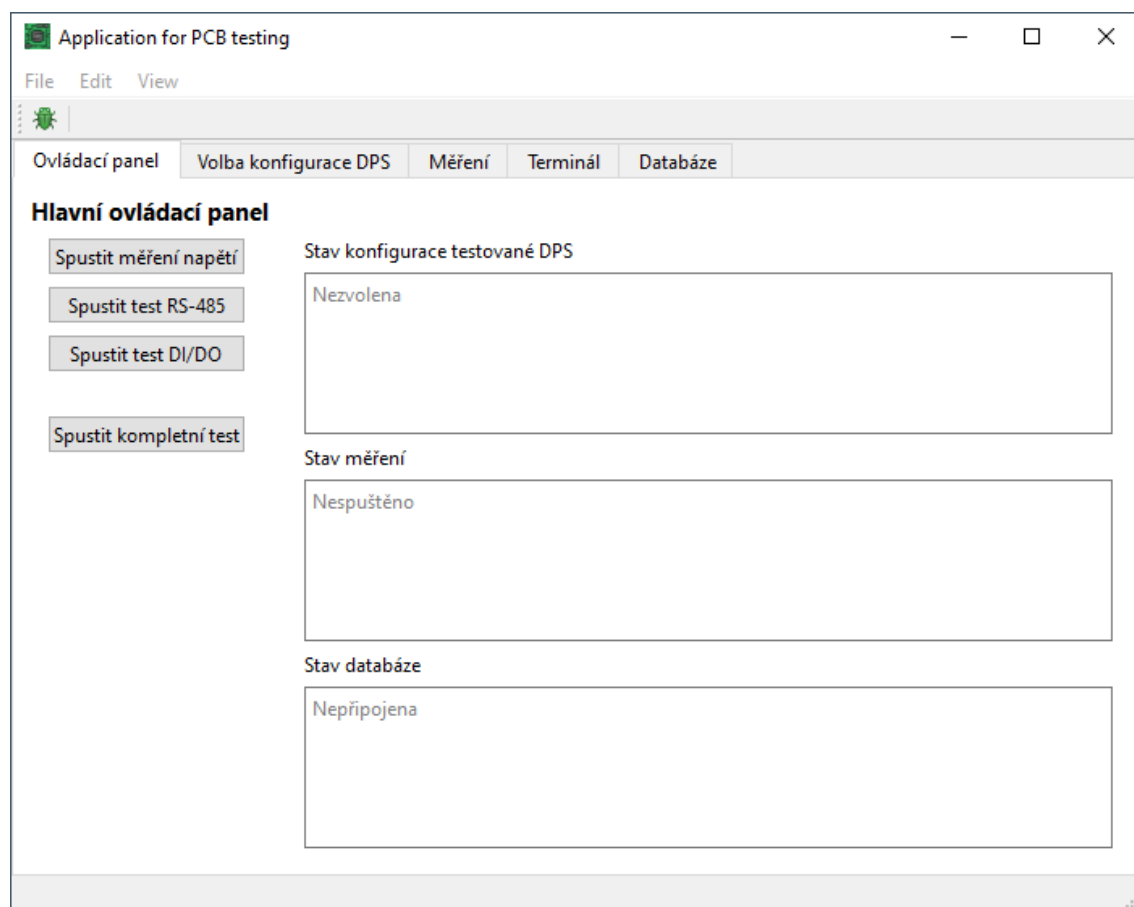 Application for PCB testing
File Edit View
Ovládací panel Volba konfigurace DPS Měření Terminál Databáze
Hlavní ovládací panel
Spustit měření napětí
Spustit test RS-485
Spustit test DI/DO
Spustit kompletní test
Stav konfigurace testované DPS
Nezvolena
Stav měření
Nespuštěno
Stav databáze
Nepřipojena